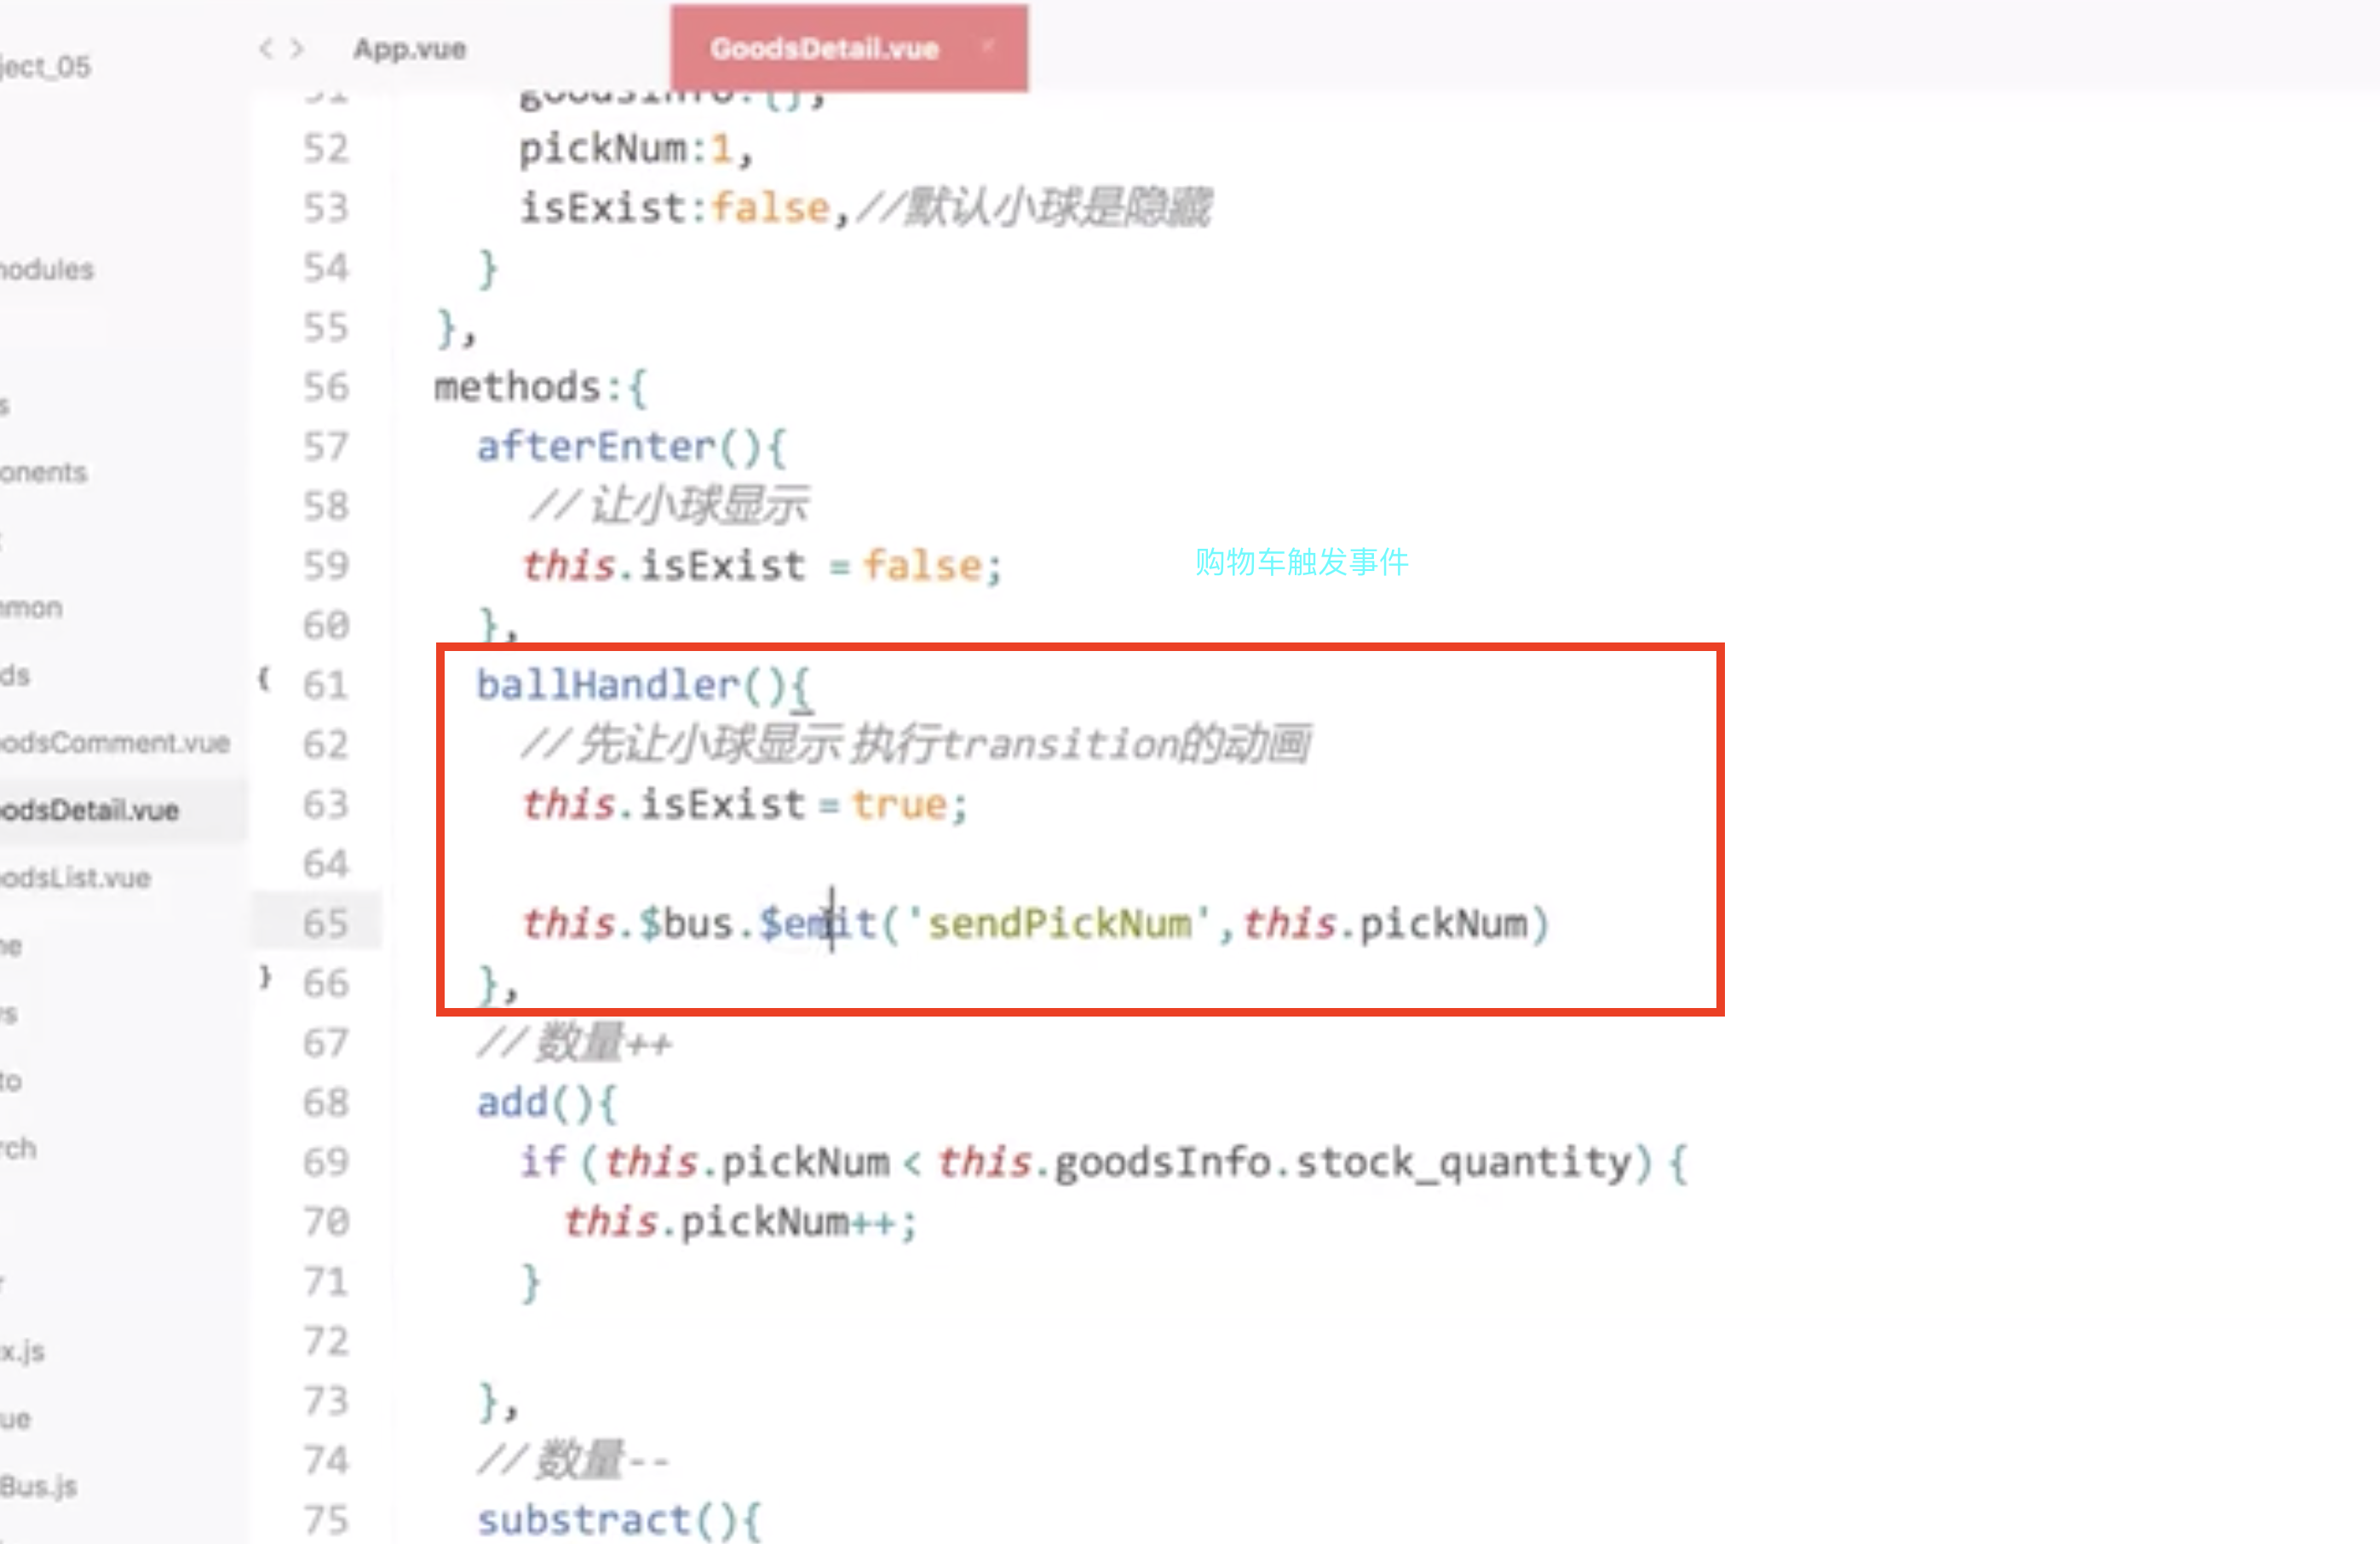 < > App.vue GoodsDetail.vue ×
ject_05
51 goodsInfo:{},
52 pickNum:1,
53 isExist:false,//默认小球是隐藏
54 }
55 },
56 methods:{
57 afterEnter(){
58 // 让小球显示
59 this.isExist = false;
60 },
{ 61 ballHandler(){
62 // 先让小球显示 执行transition的动画
63 this.isExist = true;
64
65 this.$bus.$emit('sendPickNum',this.pickNum)
} 66 },
67 // 数量++
68 add(){
69 if (this.pickNum < this.goodsInfo.stock_quantity) {
70 this.pickNum++;
71 }
72
73 },
74 // 数量--
75 substract(){
购物车触发事件
nodules
s
onents
mmon
ds
odsComment.vue
odsDetail.vue
odsList.vue
ne
rs
to
rch
x.js
ue
Bus.js